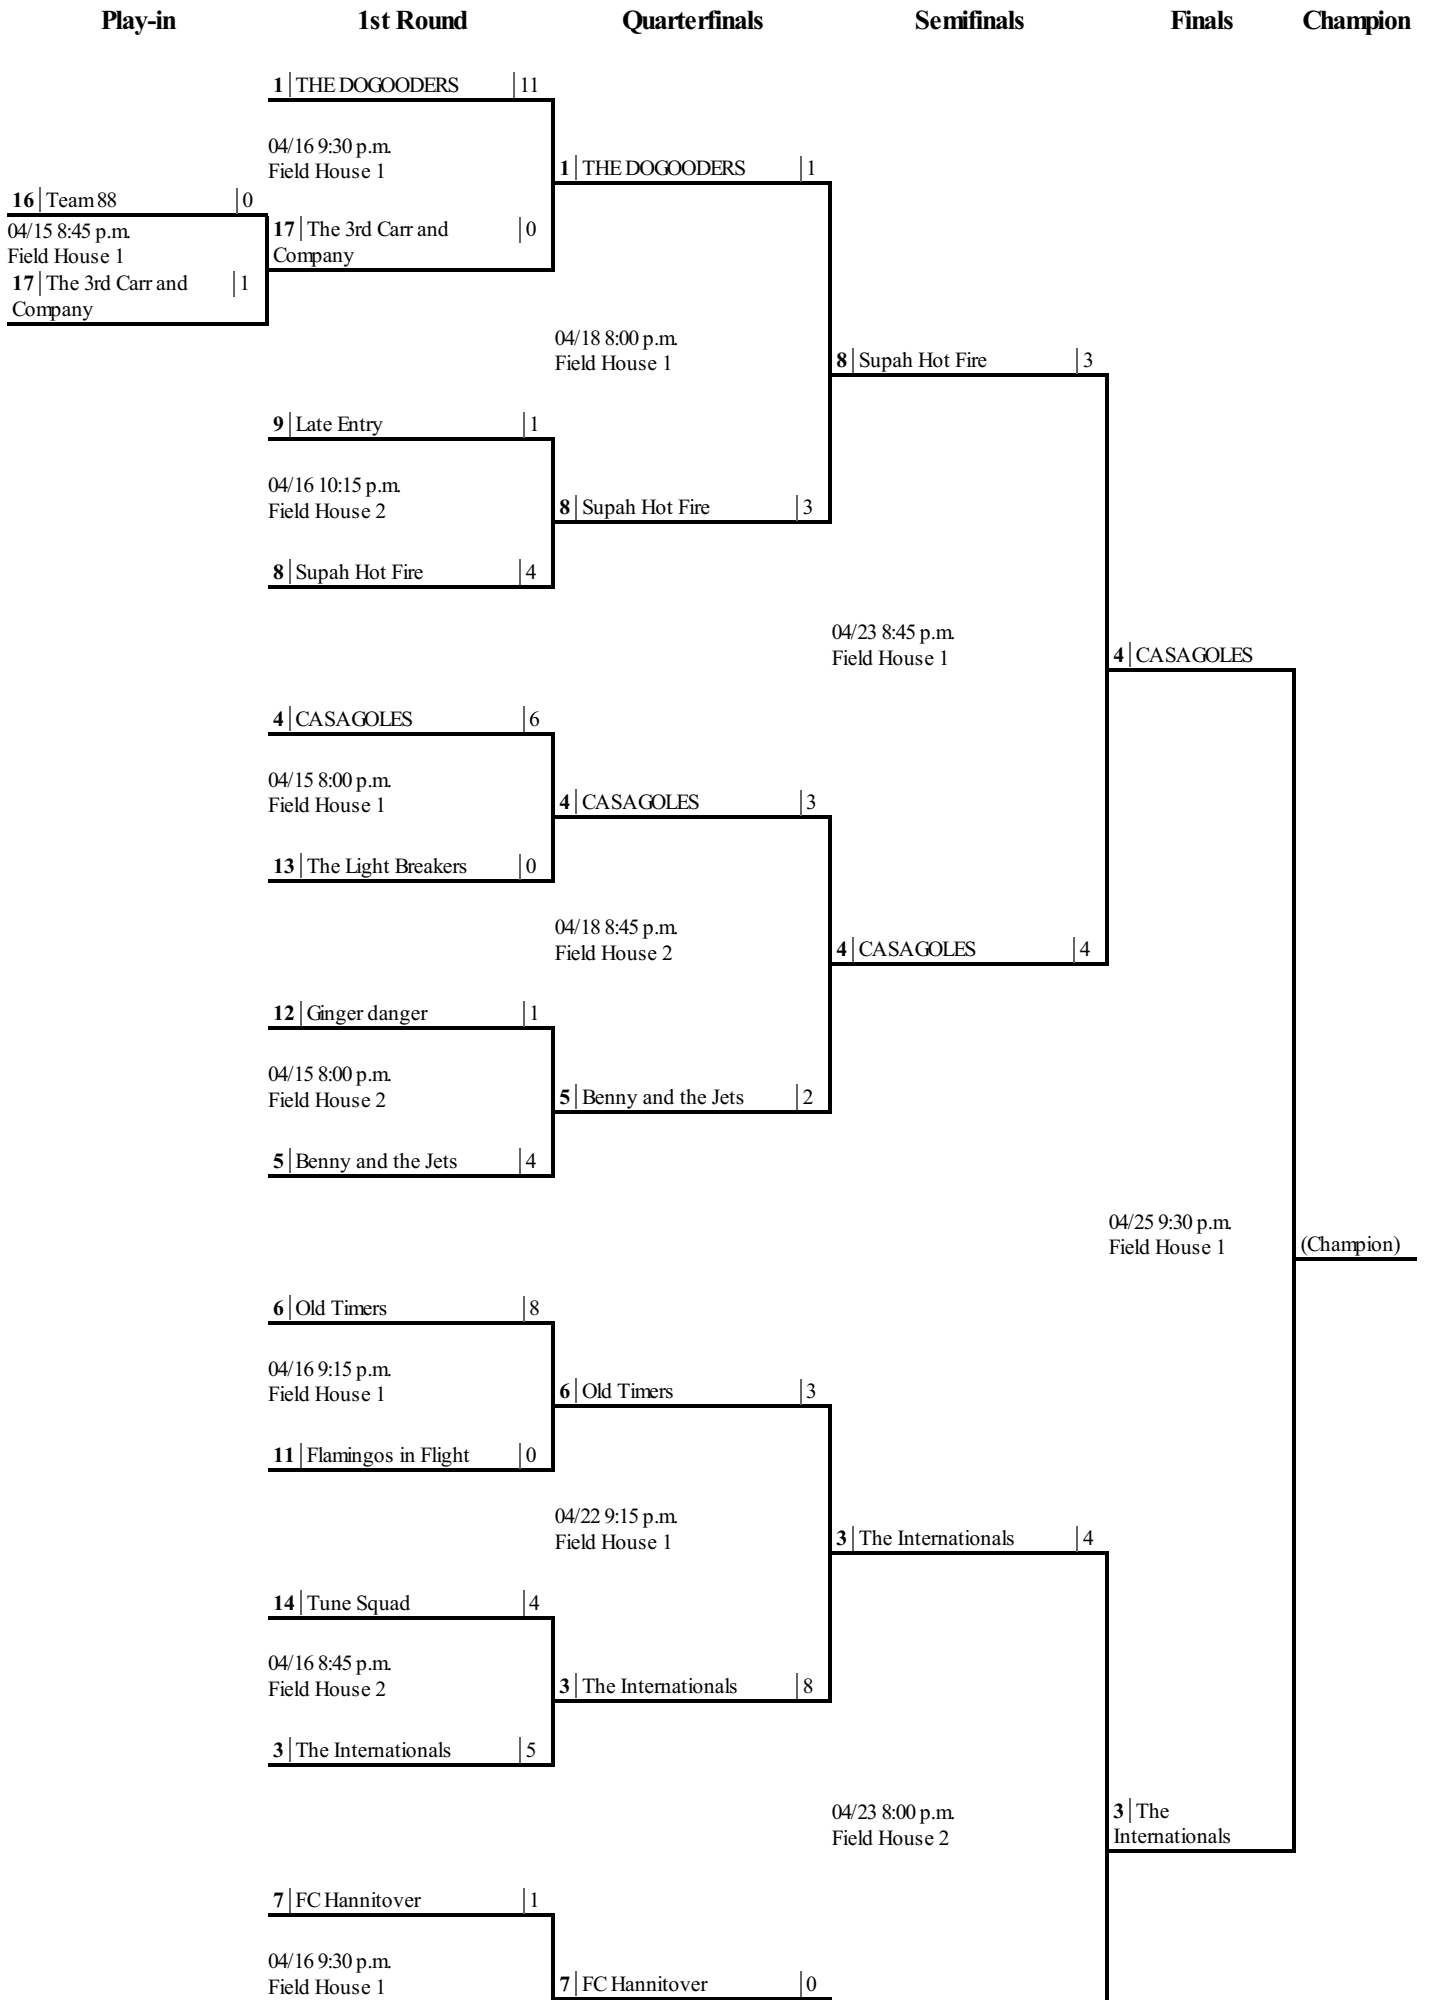 Play-in 1st Round Quarterfinals Semifinals Finals Champion
1 THE DOGOODERS 11
04/16 9:30 p.m.
Field House 1
1 THE DOGOODERS 1
16 Team 88 0
04/15 8:45 p.m.
Field House 1
17 The 3rd Carr and 1
Company
17 The 3rd Carr and 0
Company
04/18 8:00 p.m.
Field House 1
8 Supah Hot Fire 3
9 Late Entry 1
04/16 10:15 p.m.
Field House 2
8 Supah Hot Fire 3
8 Supah Hot Fire 4
04/23 8:45 p.m.
Field House 1
4 CASAGOLES
4 CASAGOLES 6
04/15 8:00 p.m.
Field House 1
4 CASAGOLES 3
13 The Light Breakers 0
04/18 8:45 p.m.
Field House 2
4 CASAGOLES 4
12 Ginger danger 1
04/15 8:00 p.m.
Field House 2
5 Benny and the Jets 2
5 Benny and the Jets 4
04/25 9:30 p.m.
Field House 1
(Champion)
6 Old Timers 8
04/16 9:15 p.m.
Field House 1
6 Old Timers 3
11 Flamingos in Flight 0
04/22 9:15 p.m.
Field House 1
3 The Internationals 4
14 Tune Squad 4
04/16 8:45 p.m.
Field House 2
3 The Internationals 8
3 The Internationals 5
04/23 8:00 p.m.
Field House 2
3 The
Internationals
7 FC Hannitover 1
04/16 9:30 p.m.
Field House 1
7 FC Hannitover 0